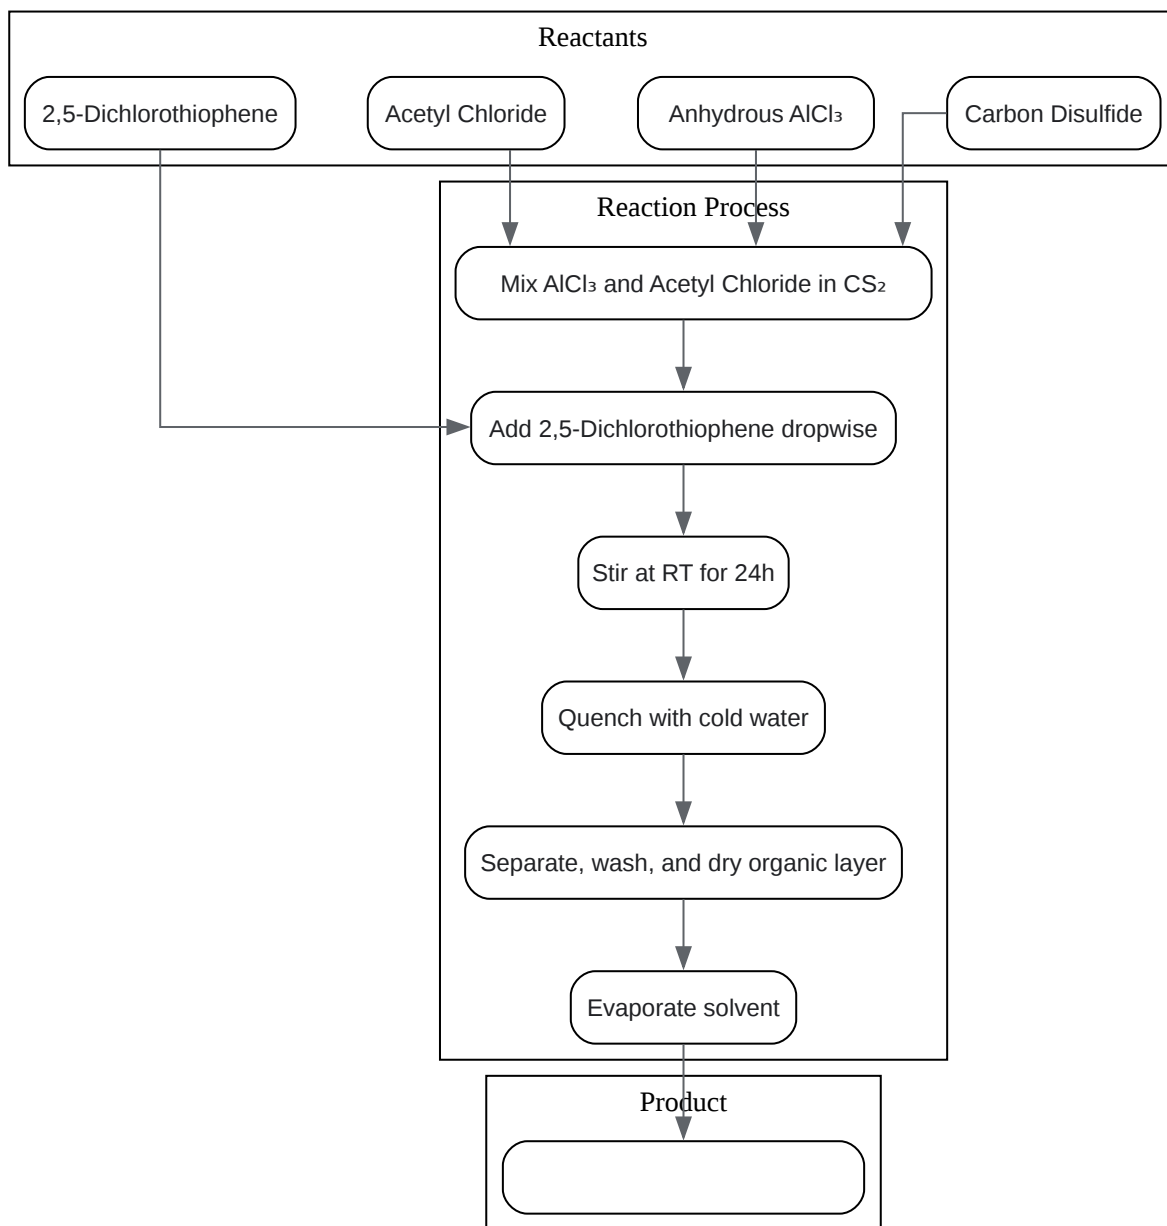 Reactants
2,5-Dichlorothiophene
Acetyl Chloride
Anhydrous AlCl₃
Carbon Disulfide
Reaction Process
Mix AlCl₃ and Acetyl Chloride in CS₂
Add 2,5-Dichlorothiophene dropwise
Stir at RT for 24h
Quench with cold water
Separate, wash, and dry organic layer
Evaporate solvent
Product